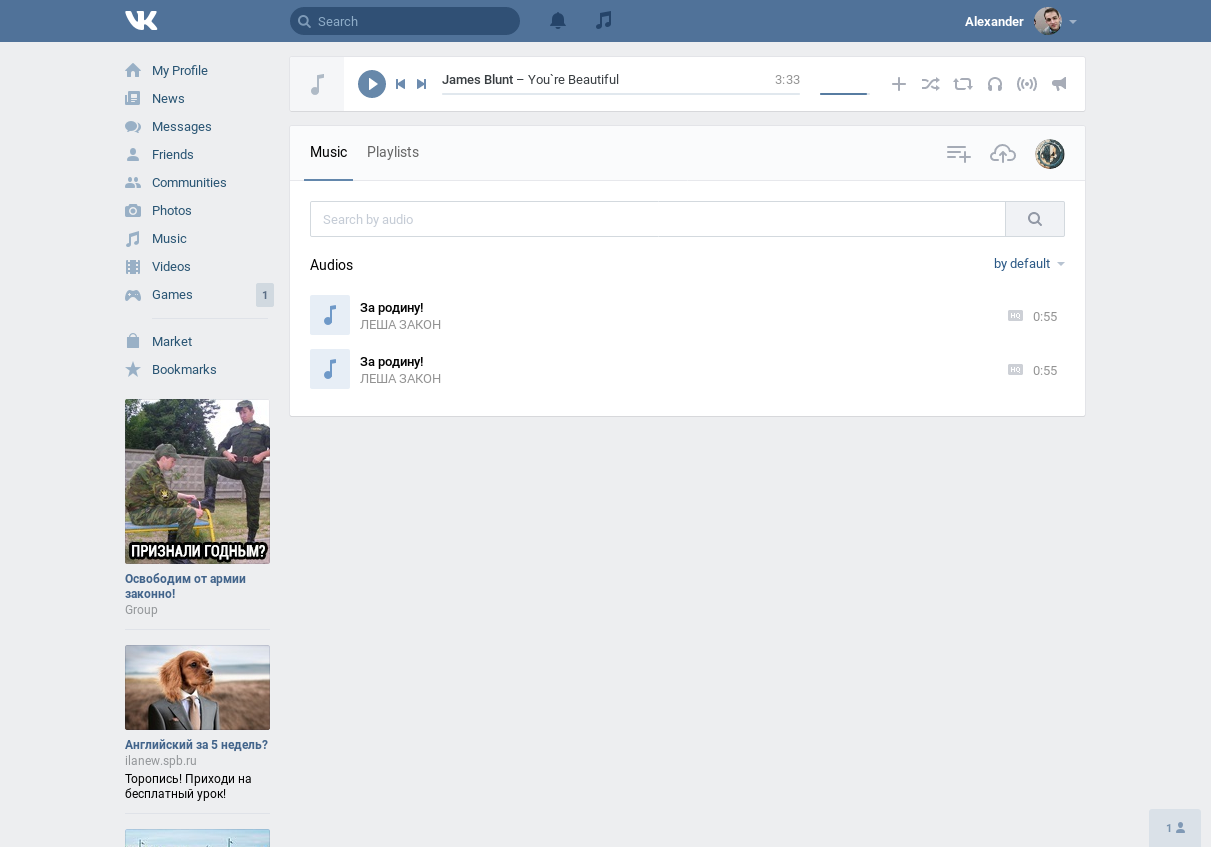 Search
Alexander
My Profile
News
Messages
Friends
Communities
Photos
Music
Videos
Games
1
Market
Bookmarks
ПРИЗНАЛИ ГОДНЫМ?
Освободим от армии
законно!
Group
Английский за 5 недель?
ilanew.spb.ru
Торопись! Приходи на
бесплатный урок!
James Blunt – You`re Beautiful
3:33
Music
Playlists
Search by audio
Audios
by default
За родину!
ЛЕША ЗАКОН
HQ
0:55
За родину!
ЛЕША ЗАКОН
HQ
0:55
1